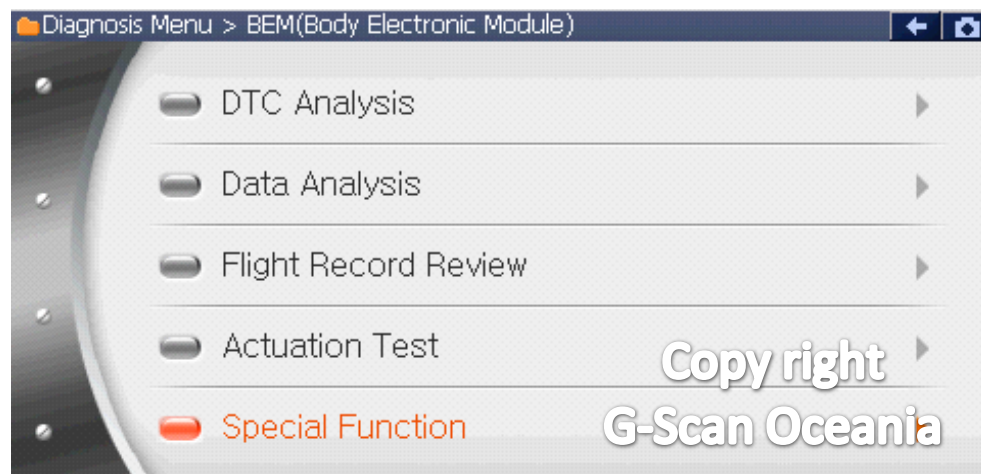 Diagnosis Menu > BEM(Body Electronic Module)
DTC Analysis
Data Analysis
Flight Record Review
Actuation Test
Special Function
Copy right
G-Scan Oceania